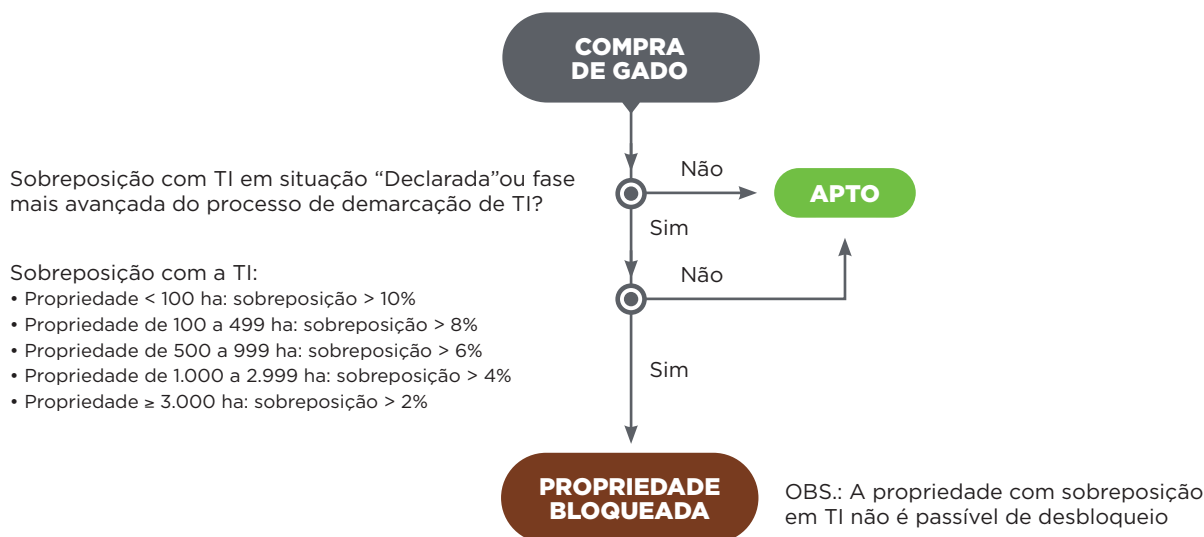 COMPRA
DE GADO
Sobreposição com TI em situação “Declarada”ou fase
mais avançada do processo de demarcação de TI?
Não
APTO
Sim
Sobreposição com a TI:
• Propriedade < 100 ha: sobreposição > 10%
• Propriedade de 100 a 499 ha: sobreposição > 8%
• Propriedade de 500 a 999 ha: sobreposição > 6%
• Propriedade de 1.000 a 2.999 ha: sobreposição > 4%
• Propriedade ≥ 3.000 ha: sobreposição > 2%
Não
Sim
PROPRIEDADE
BLOQUEADA
OBS.: A propriedade com sobreposição
em TI não é passível de desbloqueio